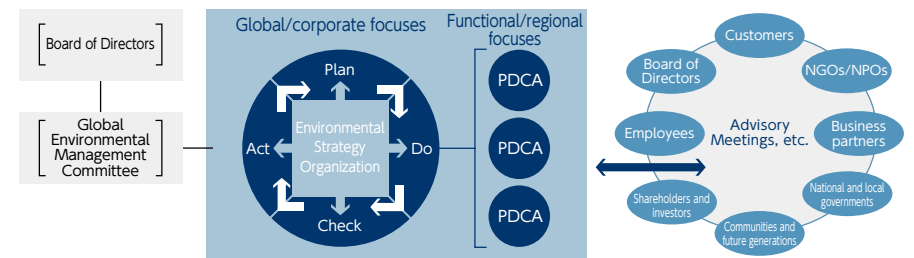 Board of Directors
Global
Environmental
Management
Committee
Global/corporate focuses
Plan
Act
Environmental
Strategy
Organization
Do
Check
Functional/regional
focuses
PDCA
PDCA
PDCA
Customers
Board of
Directors
NGOs/NPOs
Employees
Advisory
Meetings, etc.
Business
partners
Shareholders and
investors
National and local
governments
Communities and
future generations